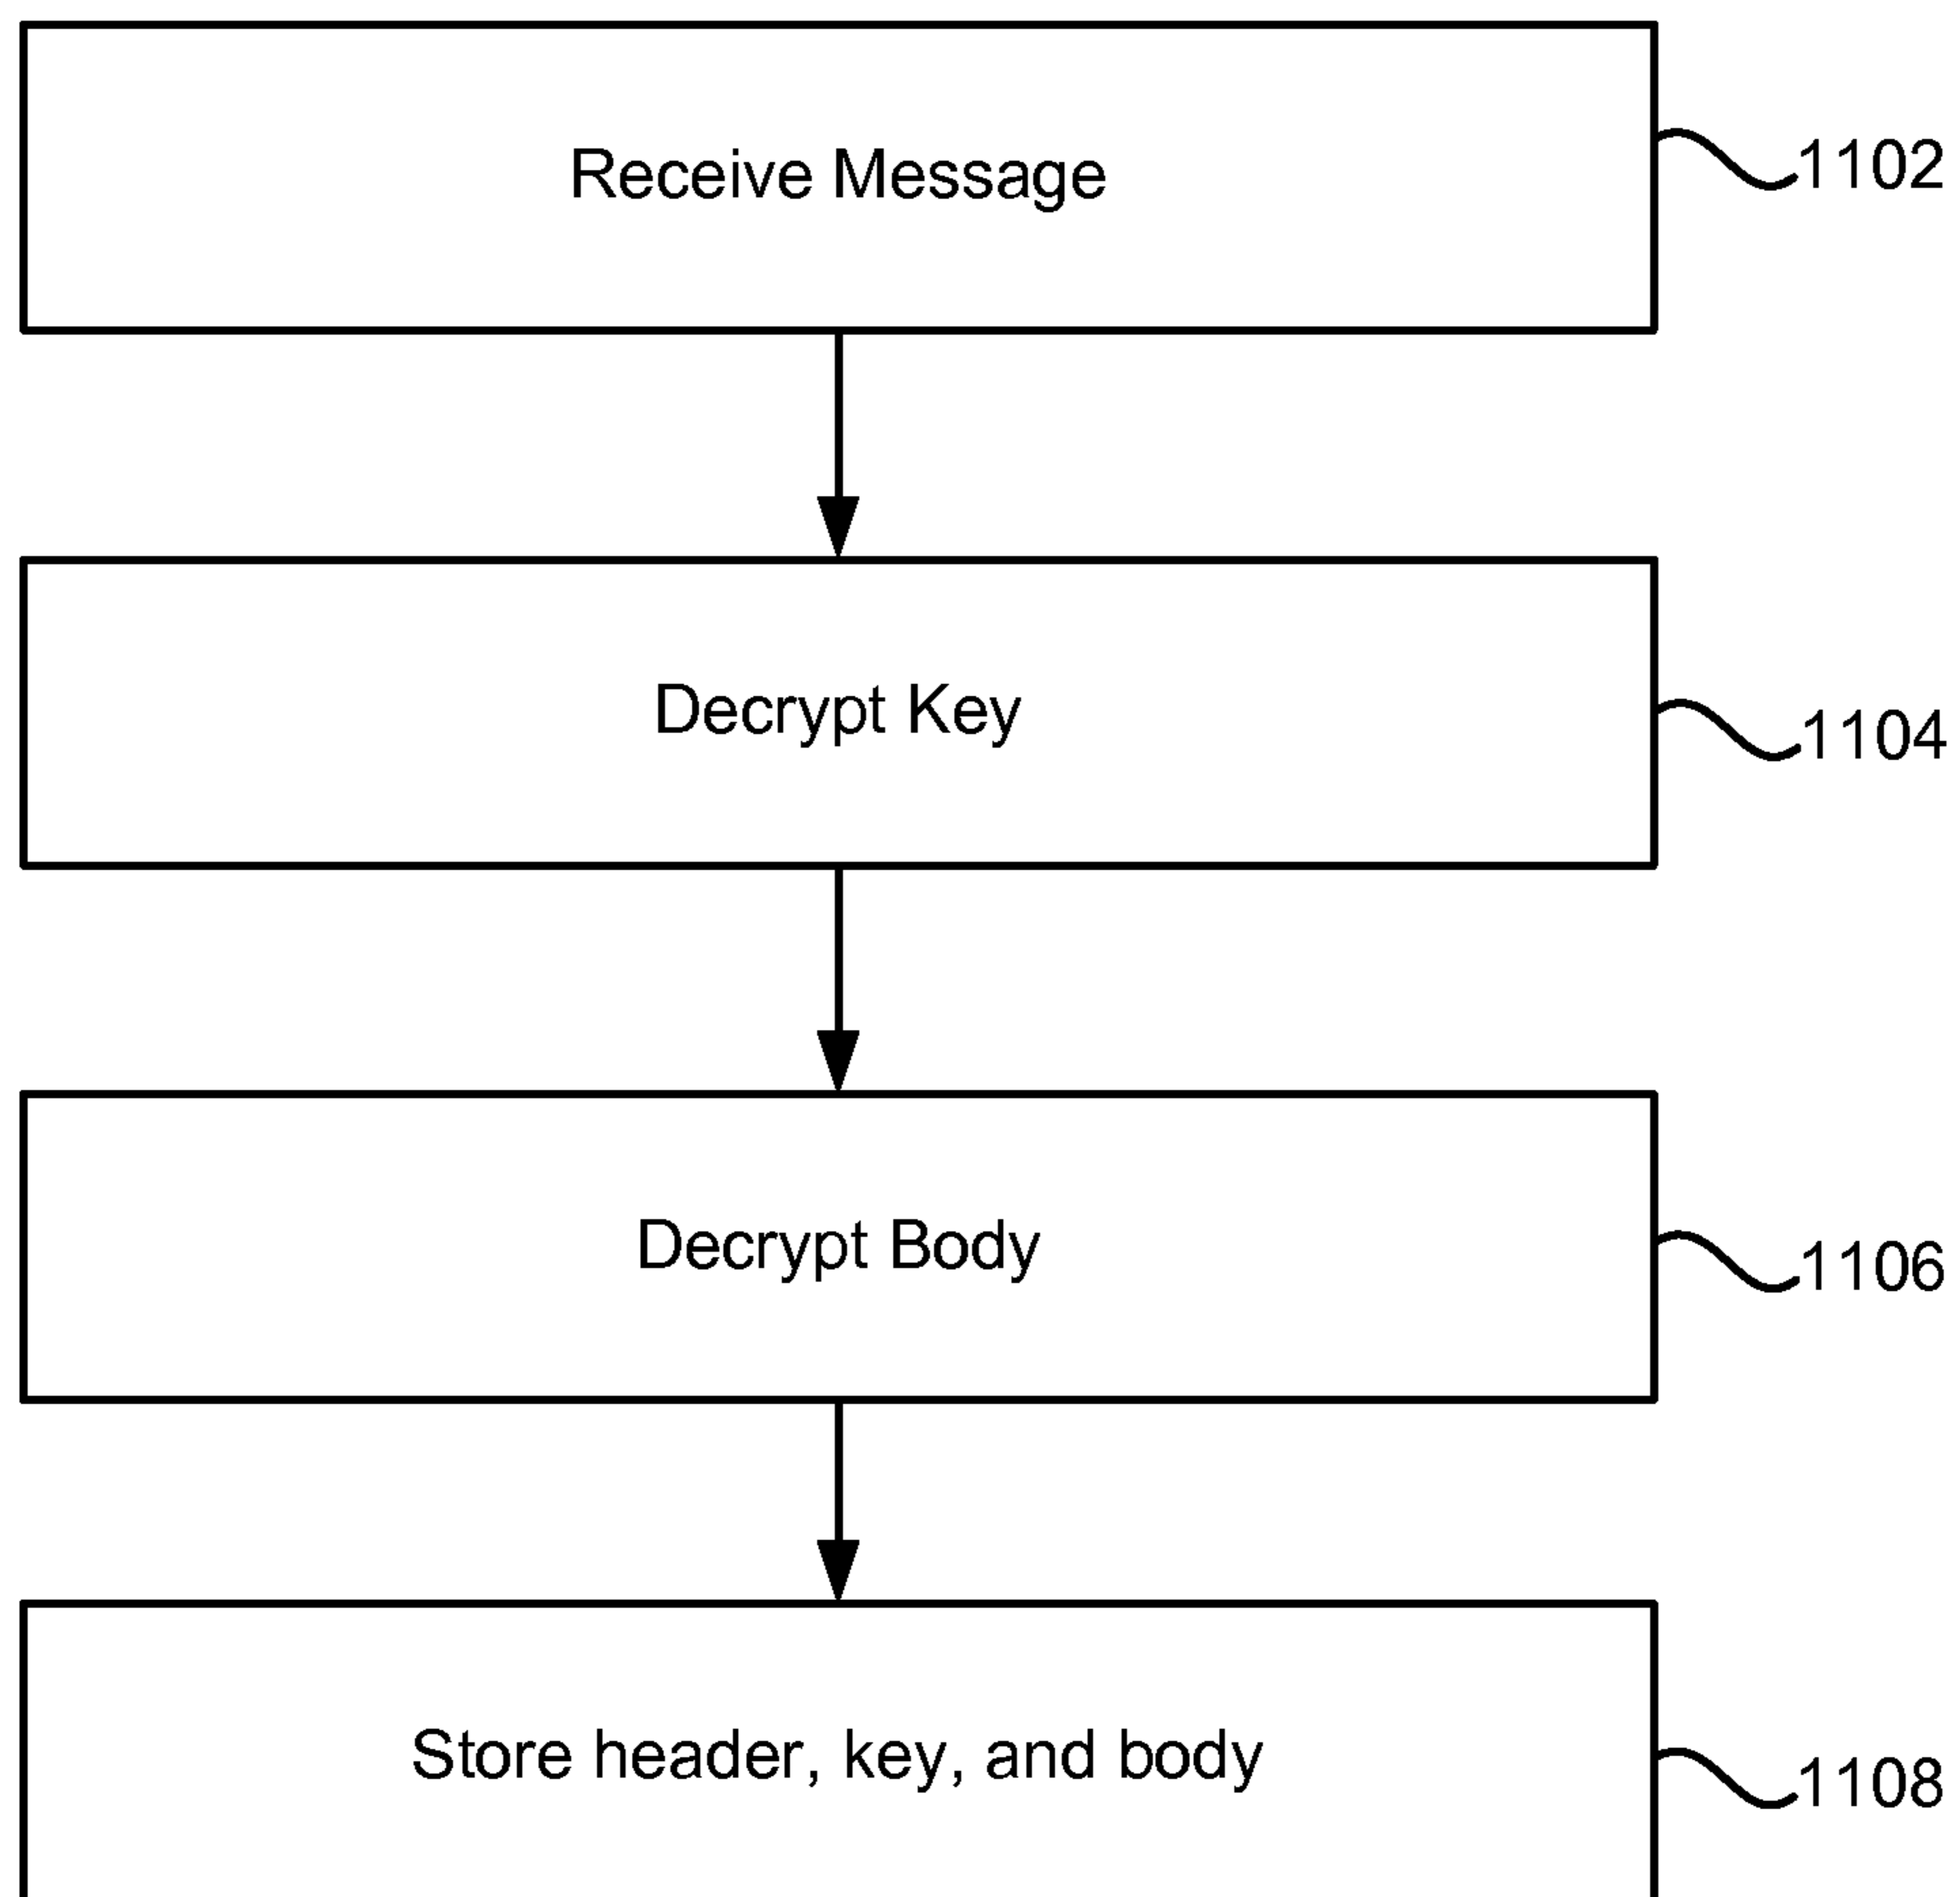 Receive Message
1102
Decrypt Key
1104
Decrypt Body
1106
Store header, key, and body
1108